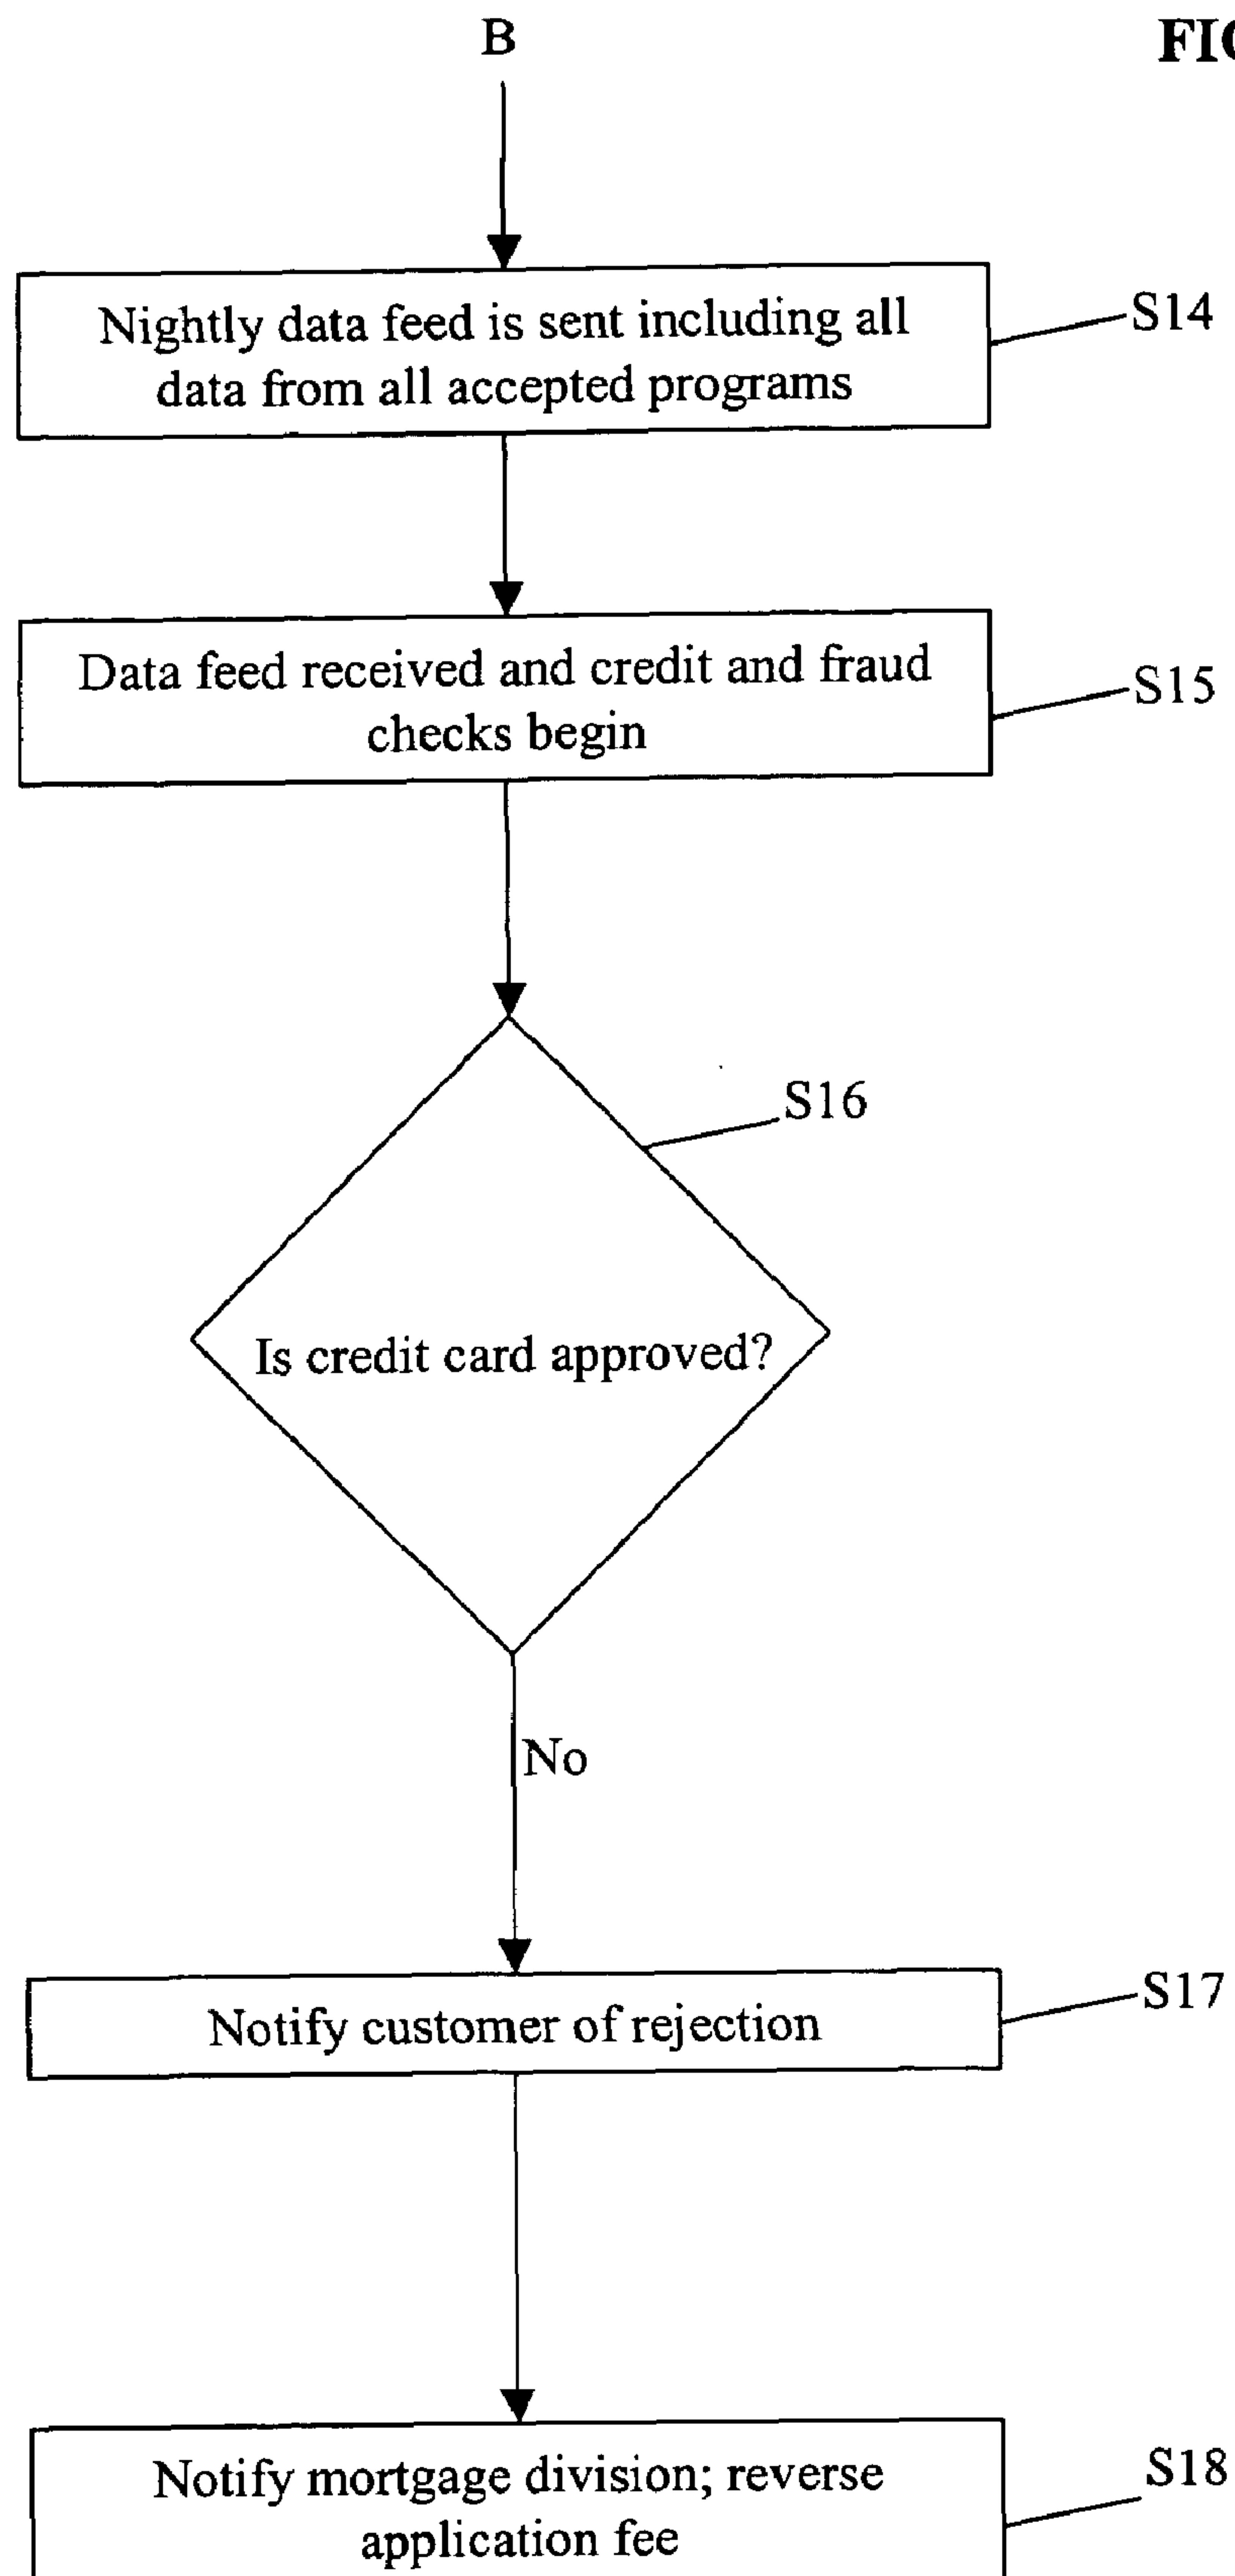 B
FIG
Nightly data feed is sent including all
data from all accepted programs
S14
Data feed received and credit and fraud
checks begin
S15
S16
Is credit card approved?
No
Notify customer of rejection
S17
Notify mortgage division; reverse
application fee
S18